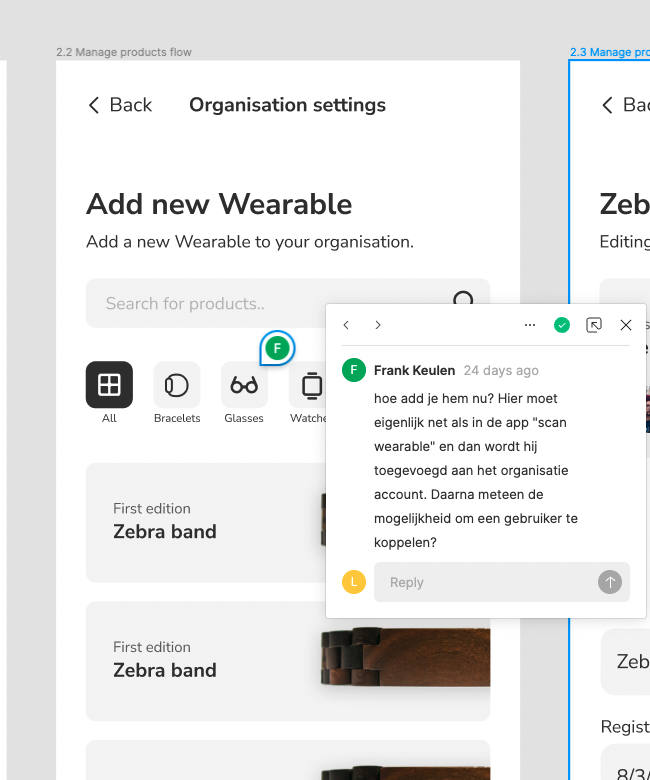 2.2 Manage products flow
2.3 Manage pro
Back
Organisation settings
Bac
Add new Wearable
Zeb
Add a new Wearable to your organisation.
Editing
Search for products..
F
All
Bracelets
Glasses
Watche
F
Frank Keulen 24 days ago
hoe add je hem nu? Hier moet
eigenlijk net als in de app "scan
wearable" en dan wordt hij
toegevoegd aan het organisatie
account. Daarna meteen de
mogelijkheid om een gebruiker te
koppelen?
L
Reply
First edition
Zebra band
First edition
Zebra band
Zeb
Regist
8/3/